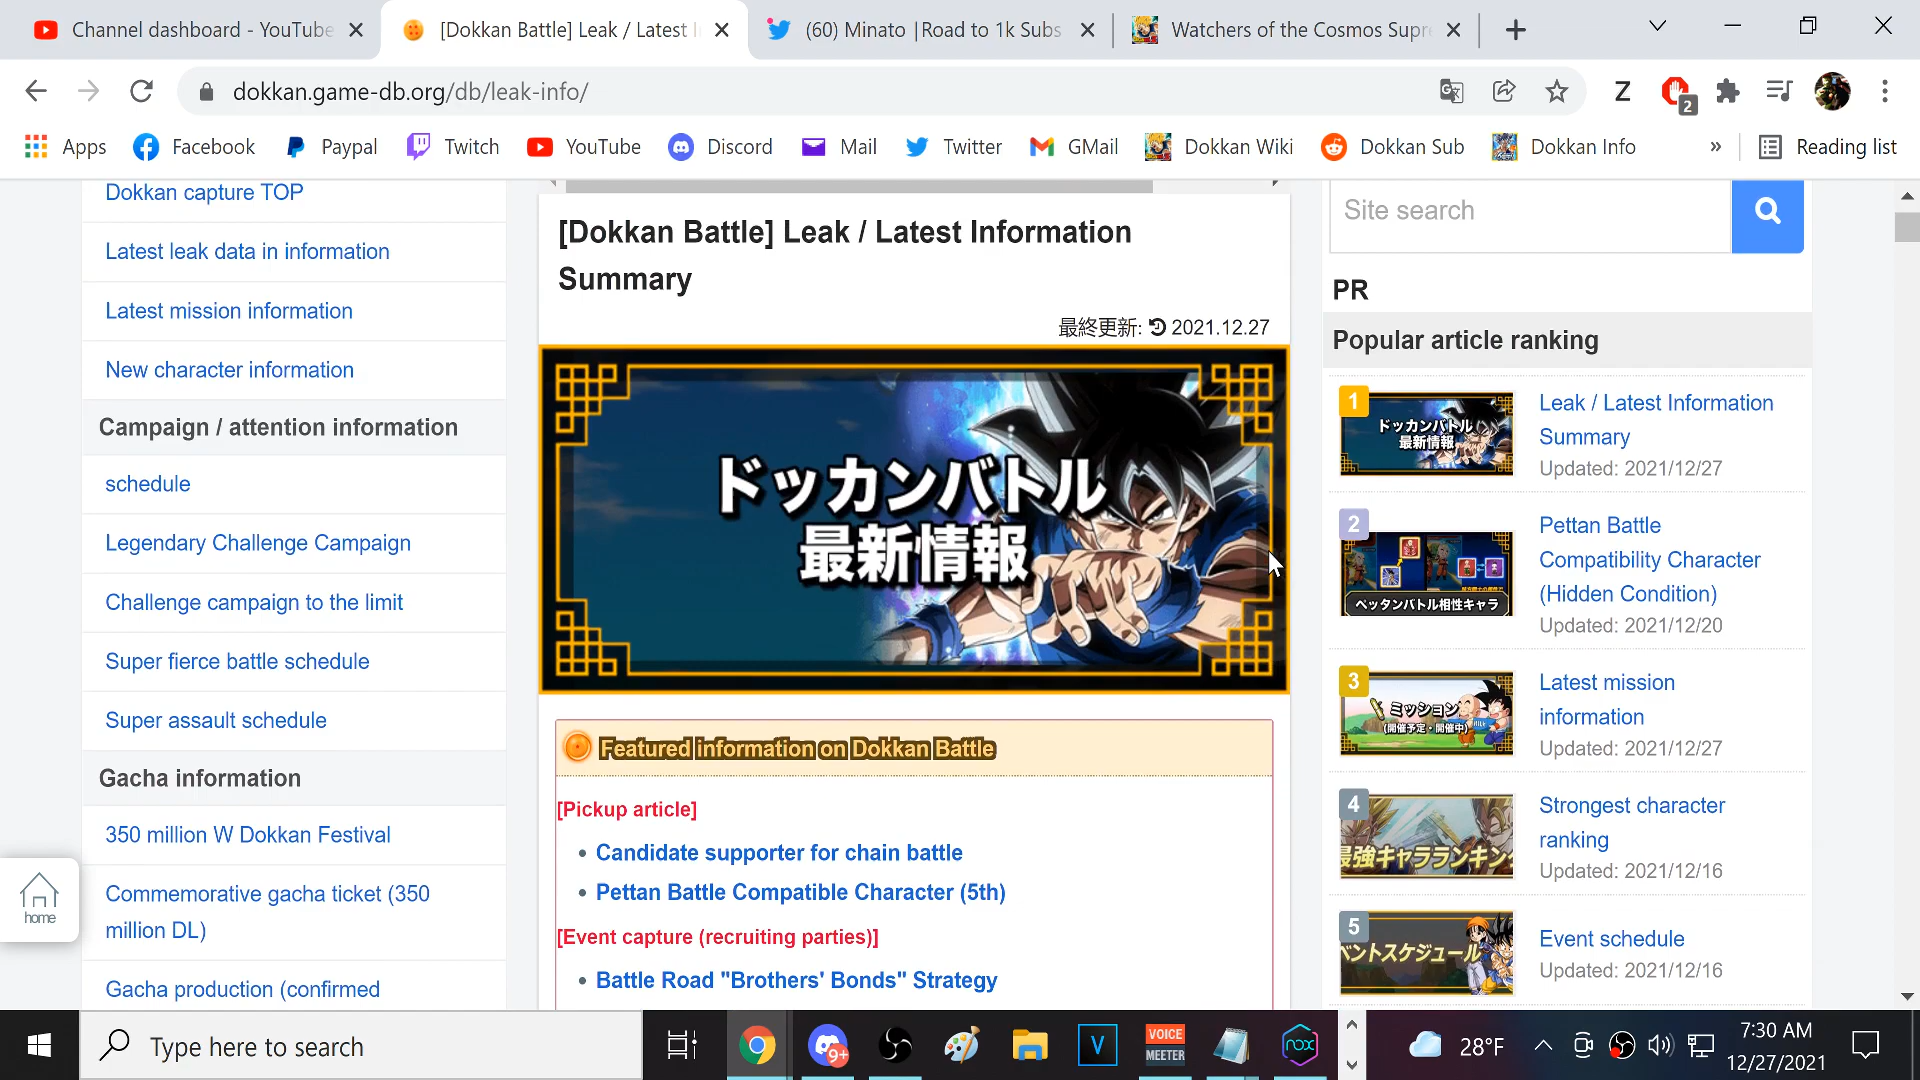 Channel dashboard - YouTube
[Dokkan Battle] Leak / Latest I
(60) Minato |Road to 1k Subs
Watchers of the Cosmos Supre
dokkan.game-db.org/db/leak-info/
Z
2
Apps
Facebook
Paypal
Twitch
YouTube
Discord
Mail
Twitter
GMail
Dokkan Wiki
Dokkan Sub
Dokkan Info
»
Reading list
Dokkan capture TOP
Latest leak data in information
Latest mission information
New character information
Campaign / attention information
schedule
Legendary Challenge Campaign
Challenge campaign to the limit
Super fierce battle schedule
Super assault schedule
Gacha information
350 million W Dokkan Festival
Commemorative gacha ticket (350
million DL)
Gacha production (confirmed
home
[Dokkan Battle] Leak / Latest Information
Summary
最終更新: 2021.12.27
ドッカンバトル
最新情報
Featured information on Dokkan Battle
[Pickup article]
• Candidate supporter for chain battle
• Pettan Battle Compatible Character (5th)
[Event capture (recruiting parties)]
• Battle Road "Brothers' Bonds" Strategy
Site search
PR
Popular article ranking
1
ドッカンバトル
最新情報
Leak / Latest Information
Summary
Updated: 2021/12/27
2
ペッタンバトル相性キャラ
Pettan Battle
Compatibility Character
(Hidden Condition)
Updated: 2021/12/20
3
ミッション
(開催予定・開催中)
Latest mission
information
Updated: 2021/12/27
4
最強キャラランキン
Strongest character
ranking
Updated: 2021/12/16
5
ベントスケジュール
Event schedule
Updated: 2021/12/16
Type here to search
9+
V
VOICE
MEETER
nox
28°F
7:30 AM
12/27/2021